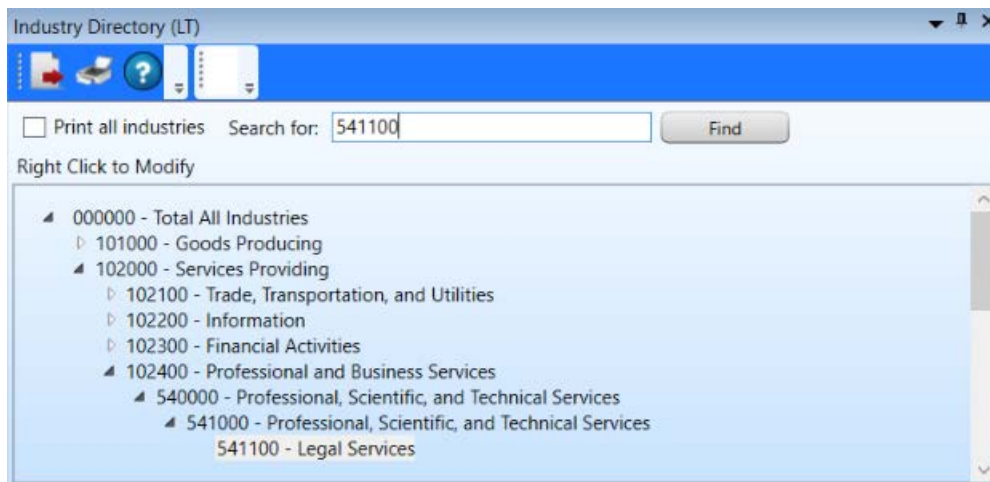 Industry Directory (LT)
Print all industries Search for: 541100 Find
Right Click to Modify
000000 - Total All Industries
101000 - Goods Producing
102000 - Services Providing
102100 - Trade, Transportation, and Utilities
102200 - Information
102300 - Financial Activities
102400 - Professional and Business Services
540000 - Professional, Scientific, and Technical Services
541000 - Professional, Scientific, and Technical Services
541100 - Legal Services